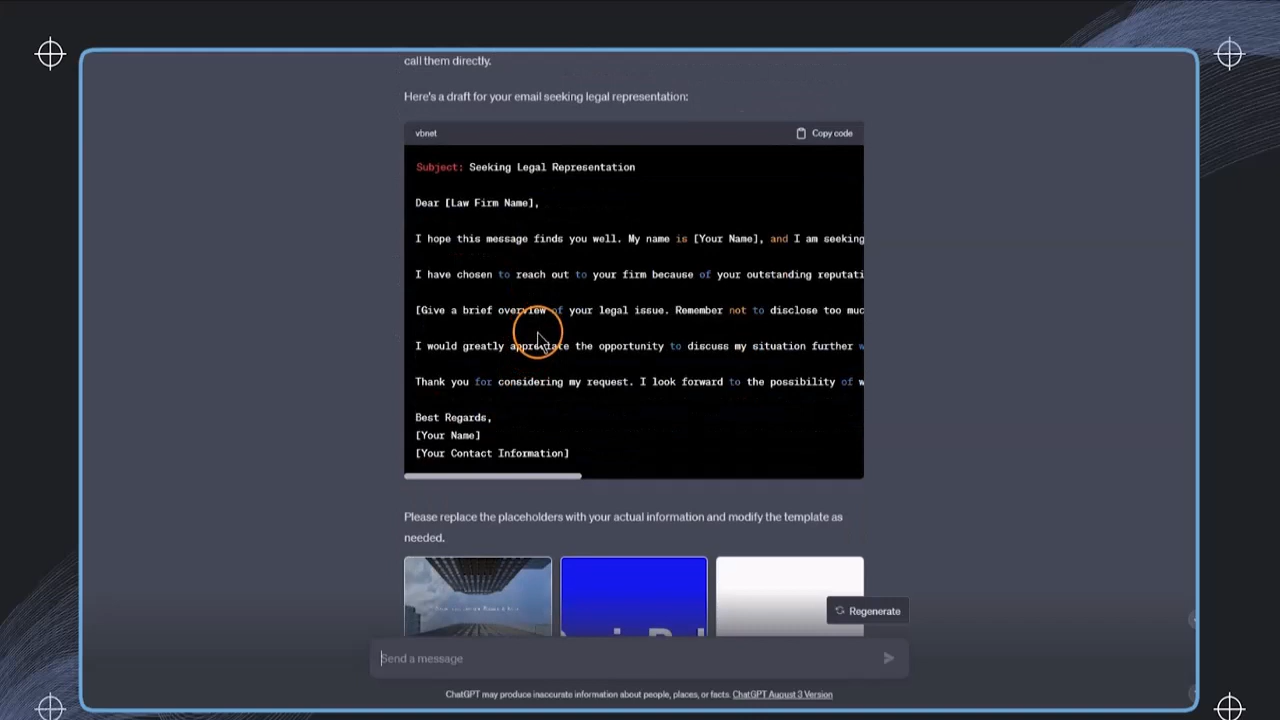 call them directly.
Here's a draft for your email seeking legal representation:
vbnet
Copy code
Subject: Seeking Legal Representation
Dear [Law Firm Name],
I hope this message finds you well. My name is [Your Name], and I am seeking
I have chosen to reach out to your firm because of your outstanding reputati
[Give a brief overview of your legal issue. Remember not to disclose too muc
I would greatly appreciate the opportunity to discuss my situation further w
Thank you for considering my request. I look forward to the possibility of w
Best Regards,
[Your Name]
[Your Contact Information]
Please replace the placeholders with your actual information and modify the template as
needed.
Regenerate
Send a message
ChatGPT may produce inaccurate information about people, places, or facts. ChatGPT August 3 Version